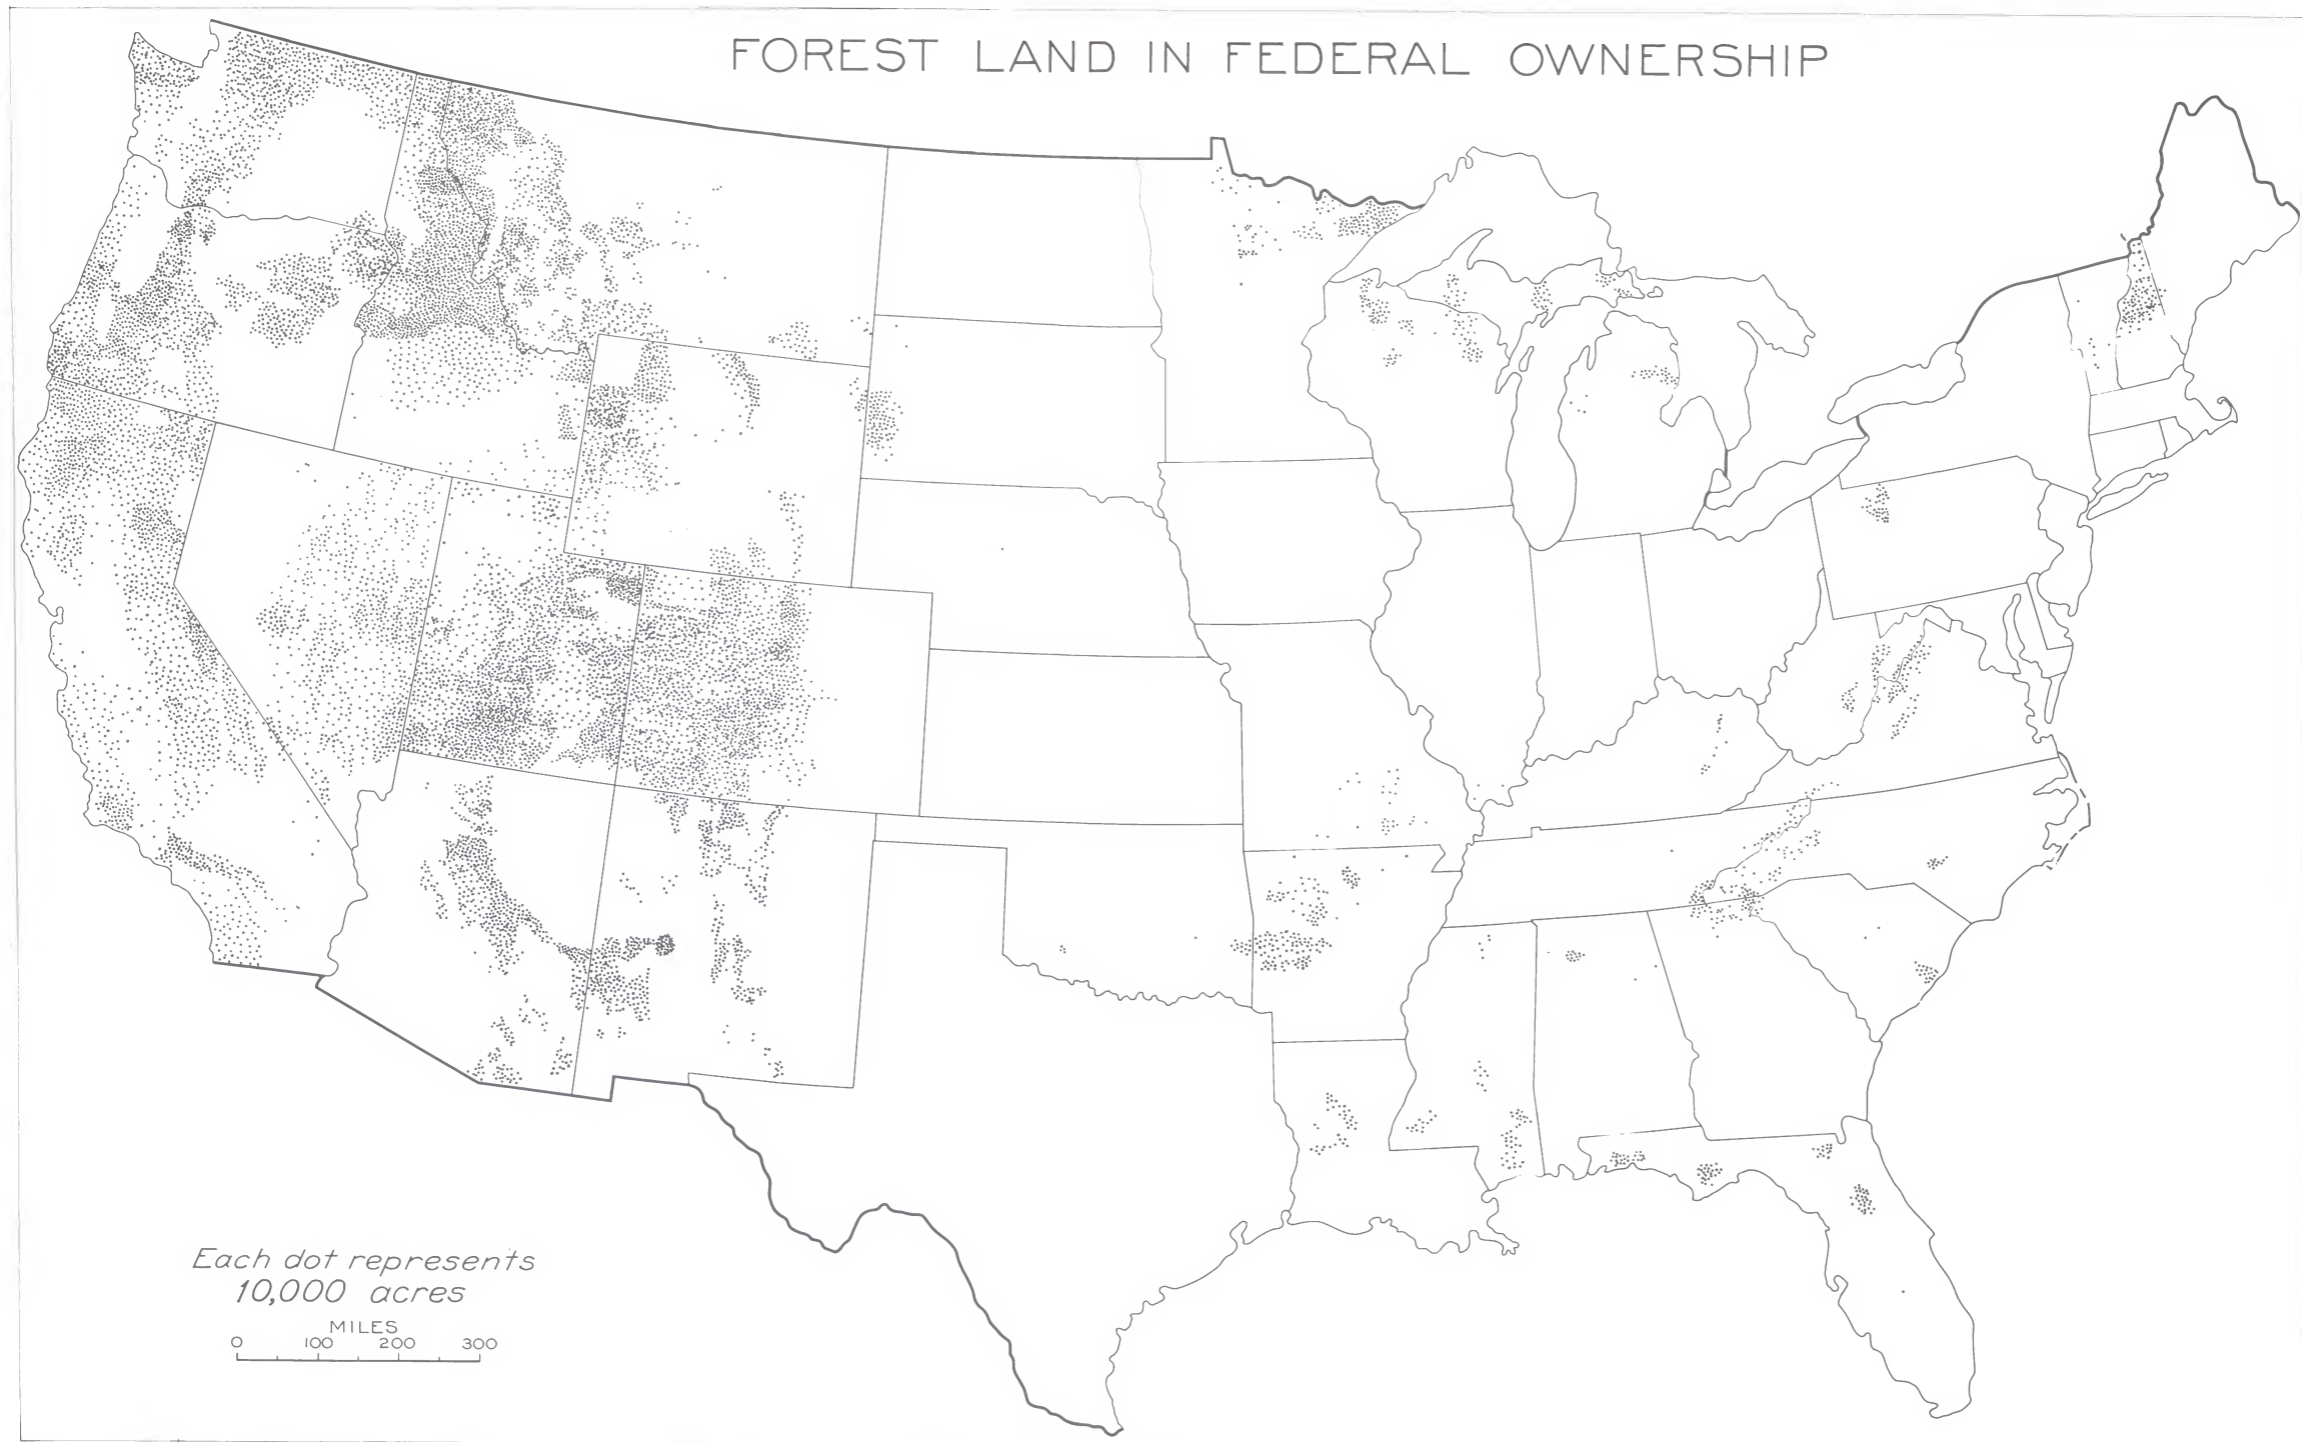 FOREST LAND IN FEDERAL OWNERSHIP
Each dot represents
10,000 acres
MILES
0 100 200 300